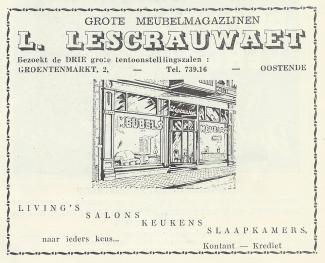 GROTE MEUBELMAGAZIJNEN
L. LESCRAUWAET
Bezoekt de DRIE grote tentoonstellingszalen :
GROENTENMARKT, 2, — Tel. 739.16 — OOSTENDE
MEUBELS
LIVING'S
SALONS
KEUKENS
SLAAPKAMERS,
naar ieders keus...
Kontant — Krediet